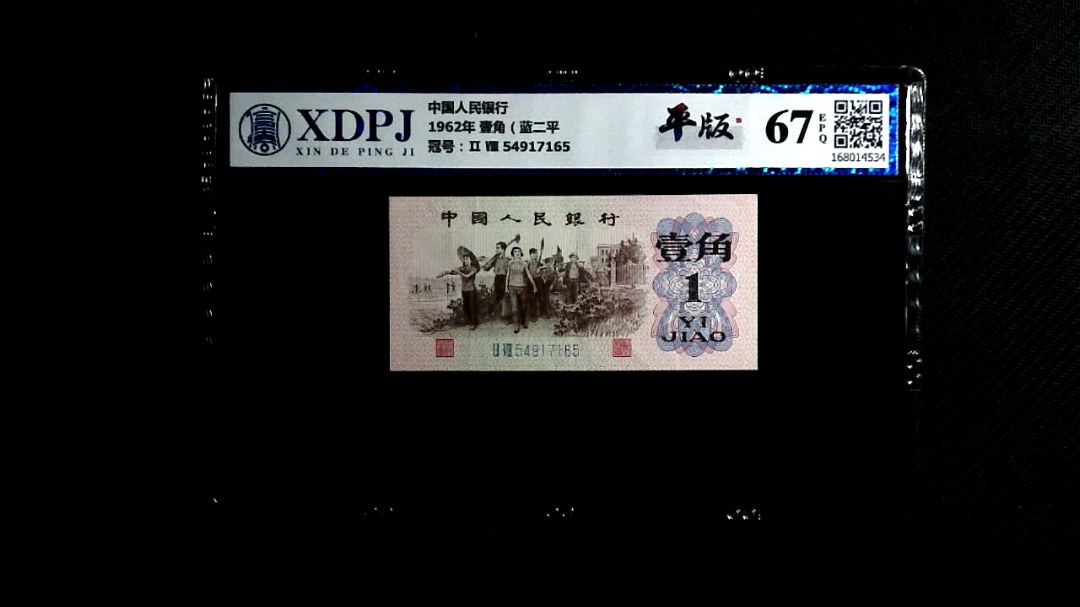 XDPJ
XIN DE PING JI
中国人民银行
1962年 壹角（蓝二平
冠号：II VIII 54917165
平版
67
EPQ
168014534
中國人民銀行
壹角
1
YI
JIAO
II VIII 54917165